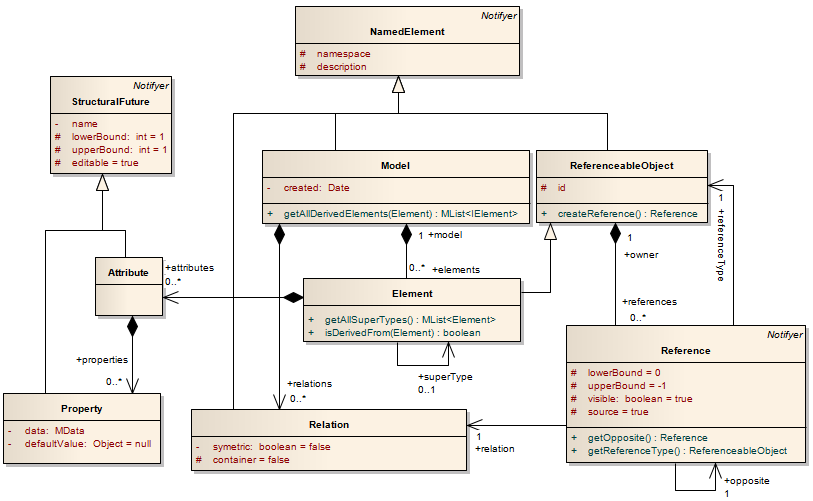 Notifyer
NamedElement
# namespace
# description
Notifyer
StructuralFuture
- name
# lowerBound: int = 1
# upperBound: int = 1
# editable = true
Model
- created: Date
+ getAllDerivedElements(Element) : MList<IElement>
ReferenceableObject
# id
+ createReference() : Reference
1
+referenceType
1 +model
0..* +elements
1
+owner
Attribute
+attributes
0..*
Element
+ getAllSuperTypes() : MList<Element>
+ isDerivedFrom(Element) : boolean
+superType
0..1
+references
0..*
Notifyer
Reference
# lowerBound = 0
# upperBound = -1
# visible: boolean = true
# source = true
+ getOpposite() : Reference
+ getReferenceType() : ReferenceableObject
+opposite
1
+properties
0..*
Property
- data: MData
- defaultValue: Object = null
+relations
0..*
Relation
- symetric: boolean = false
# container = false
1
+relation